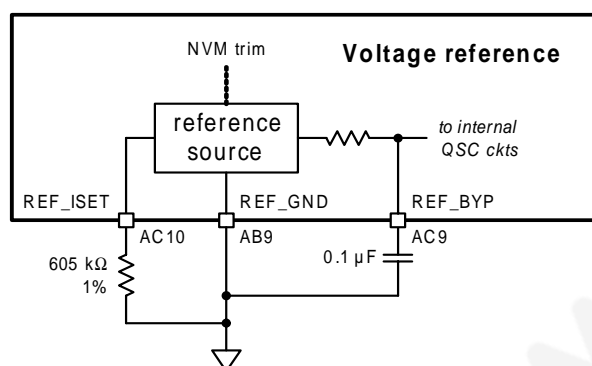 NVM trim
Voltage reference
reference
source
to internal
QSC ckts
REF_ISET
REF_GND
REF_BYP
AC10
AB9
AC9
605 kΩ
1%
0.1 µF